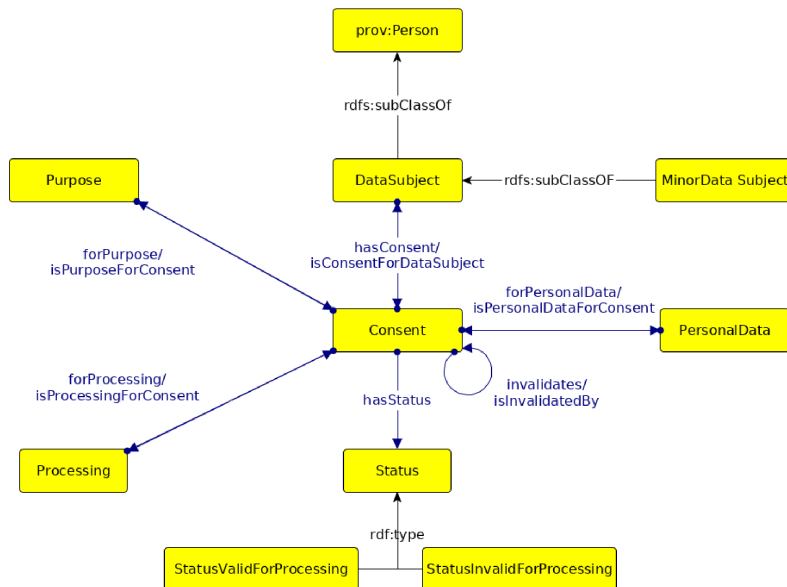 prov:Person
rdfs:subClassOf
Purpose
DataSubject
rdfs:subClassOF
MinorData Subject
forPurpose/
isPurposeForConsent
hasConsent/
isConsentForDataSubject
forPersonalData/
isPersonalDataForConsent
Consent
PersonalData
forProcessing/
isProcessingForConsent
hasStatus
invalidates/
isInvalidatedBy
Processing
Status
rdf:type
StatusValidForProcessing
StatusInvalidForProcessing